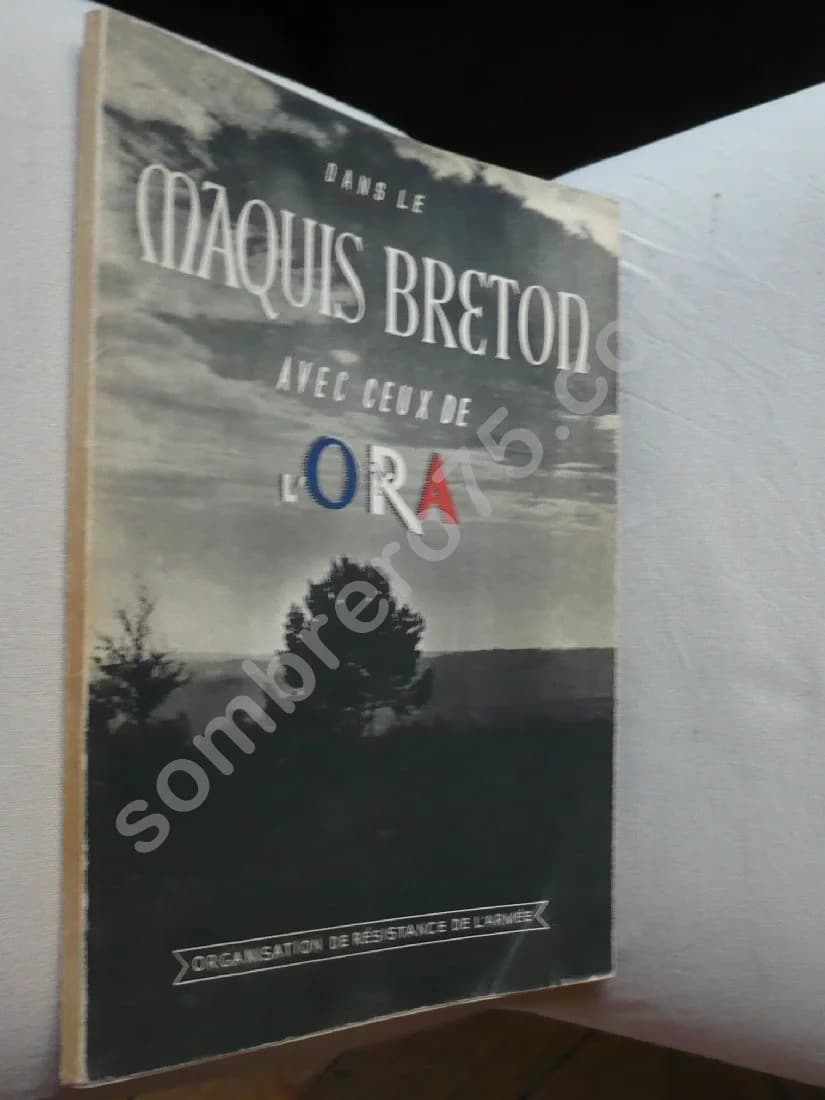 DANS LE
MAQUIS BRETON
AVEC CEUX DE
L'ORA
ORGANISATION DE RÉSISTANCE DE L'ARMÉE
sombrero75.co